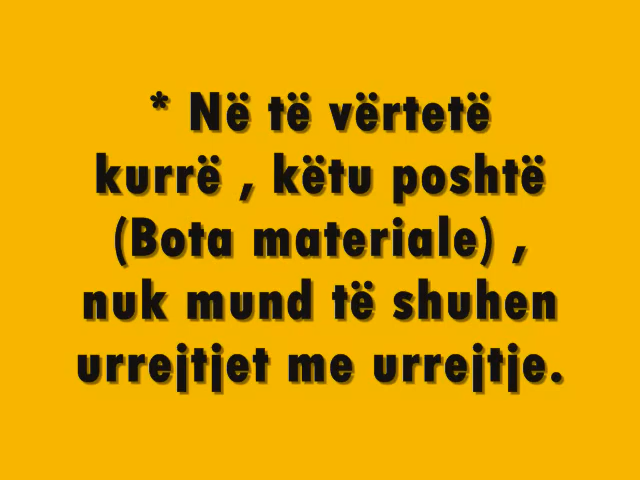 * Në të vërtetë
kurrë , këtu poshtë
(Bota materiale) ,
nuk mund të shuhen
urrejtjet me urrejtje.